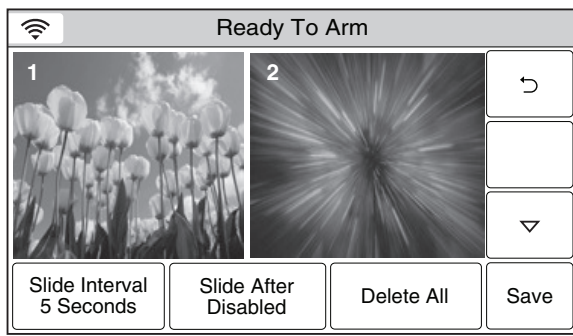 Ready To Arm
1
2
Slide Interval
5 Seconds
Slide After
Disabled
Delete All
Save